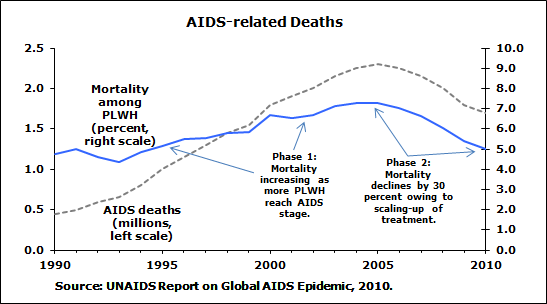 AIDS-related Deaths
2.5
2.0
1.5
1.0
0.5
0.0
10.0
9.0
8.0
7.0
6.0
5.0
4.0
3.0
2.0
1.0
0.0
Mortality
among
PLWH
(percent,
right scale)
Phase 1:
Mortality
increasing as
more PLWH
reach AIDS
stage.
Phase 2:
Mortality
declines by 30
percent owing to
scaling-up of
treatment.
AIDS deaths
(millions,
left scale)
1990 1995 2000 2005 2010
Source: UNAIDS Report on Global AIDS Epidemic, 2010.